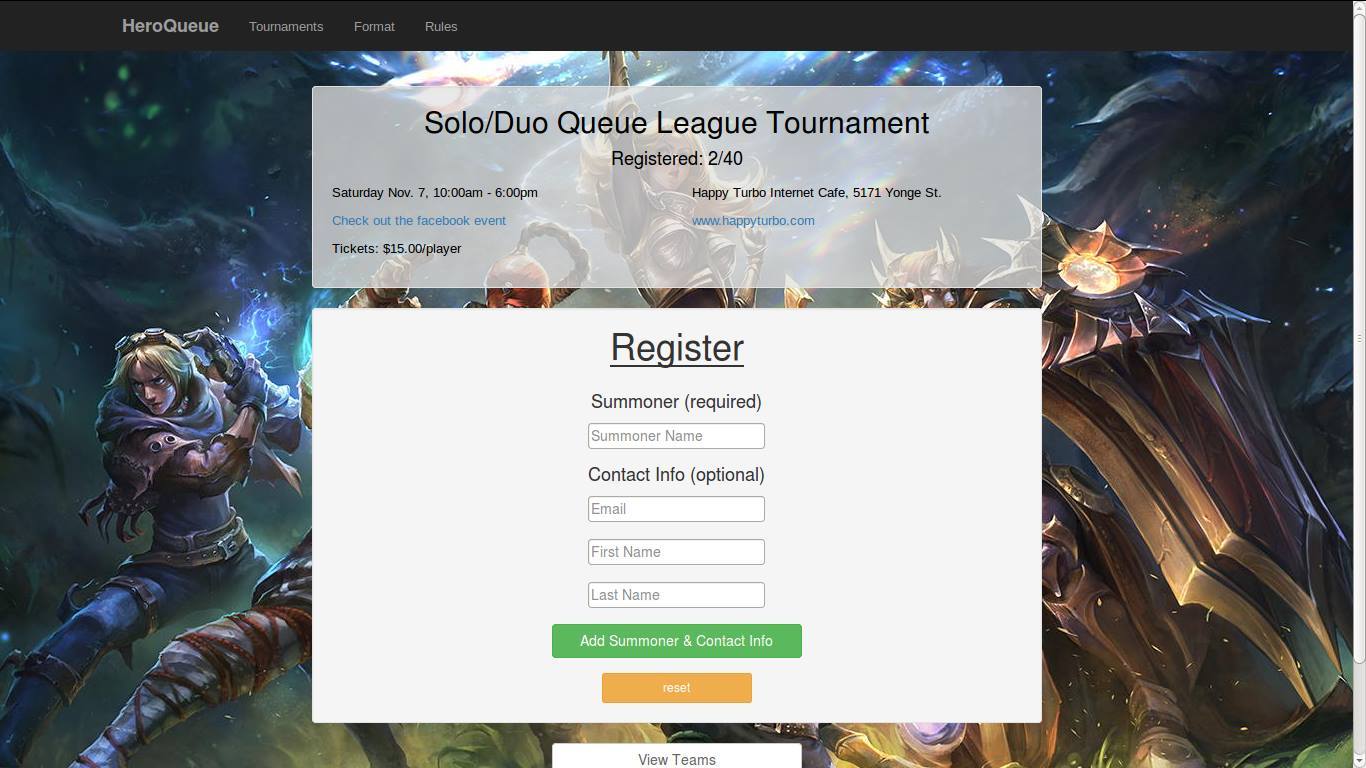 HeroQueue Tournaments Format Rules
Solo/Duo Queue League Tournament
Registered: 2/40
Saturday Nov. 7, 10:00am - 6:00pm
Happy Turbo Internet Cafe, 5171 Yonge St.
Check out the facebook event
www.happyturbo.com
Tickets: $15.00/player
Register
Summoner (required)
Summoner Name
Contact Info (optional)
Email
First Name
Last Name
Add Summoner & Contact Info
reset
View Teams